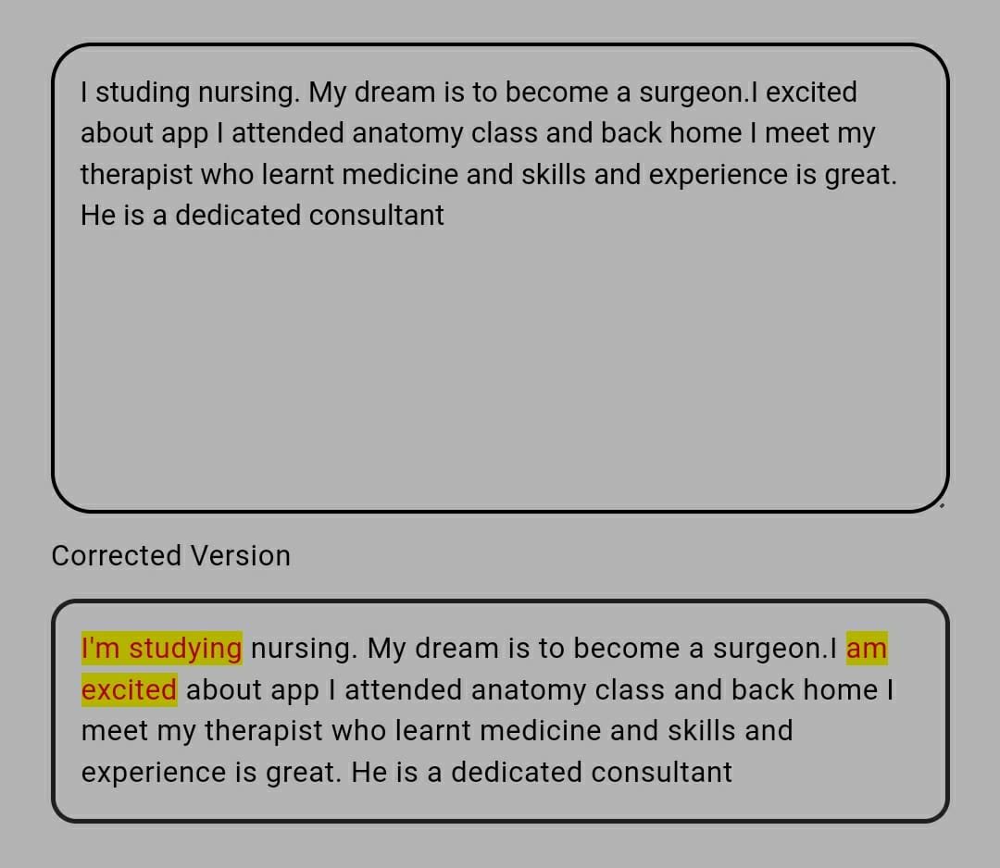 I studing nursing. My dream is to become a surgeon.I excited
about app I attended anatomy class and back home I meet my
therapist who learnt medicine and skills and experience is great.
He is a dedicated consultant
Corrected Version
I'm studying nursing. My dream is to become a surgeon.I am
excited about app I attended anatomy class and back home I
meet my therapist who learnt medicine and skills and
experience is great. He is a dedicated consultant